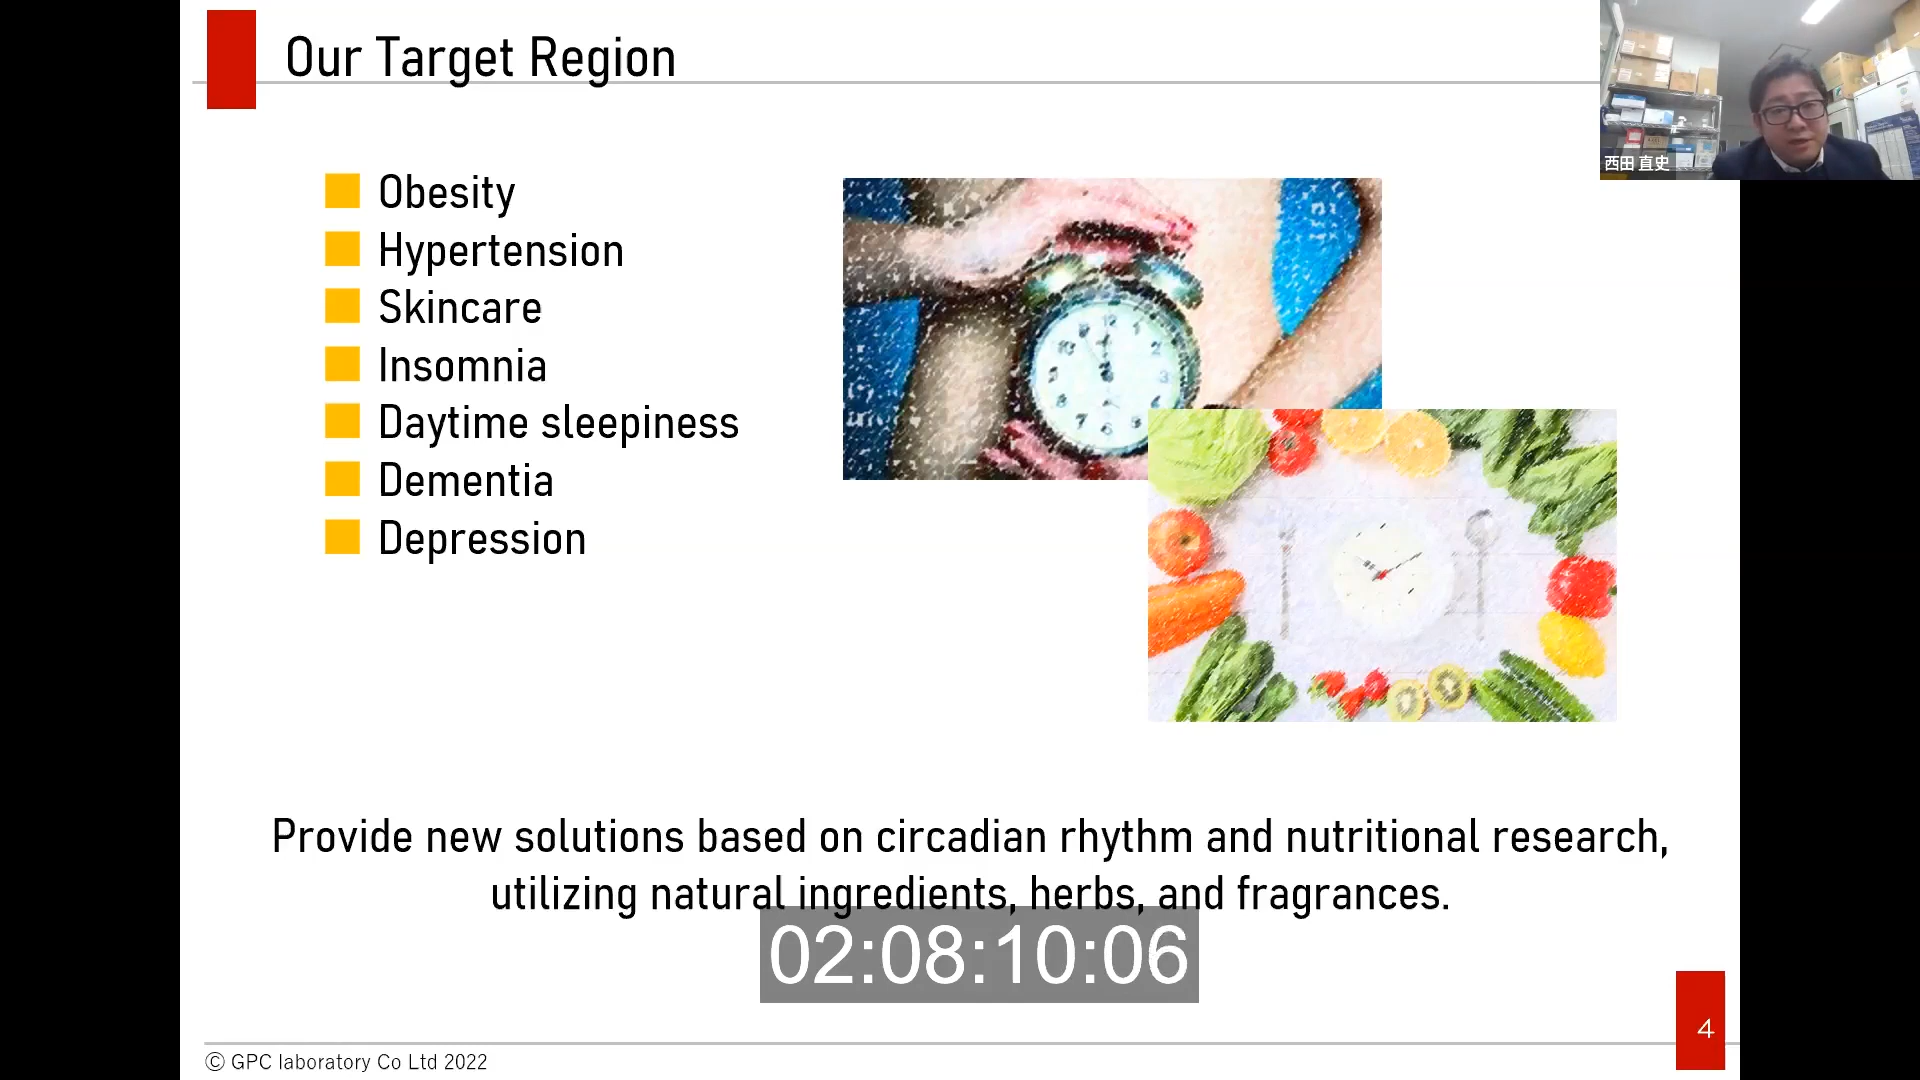 Our Target Region
西田 直史
Obesity
Hypertension
Skincare
Insomnia
Daytime sleepiness
Dementia
Depression
Provide new solutions based on circadian rhythm and nutritional research,
utilizing natural ingredients, herbs, and fragrances.
02:08:10:06
4
© GPC laboratory Co Ltd 2022